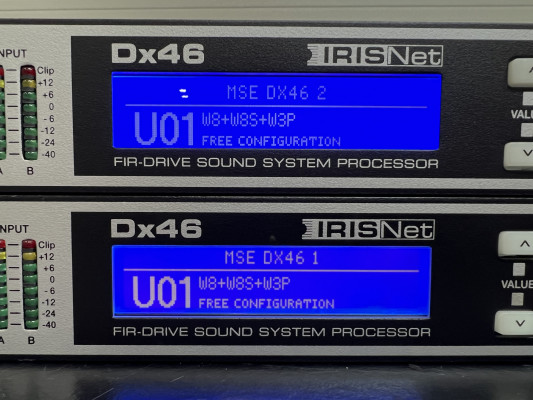 NPUT
Dx46
IRISNet
Clip
+12
+6
0
-6
-12
-24
-40
A B
MSE DX46 2
U01
W8+W8S+W3P
FREE CONFIGURATION
VALU
FIR-DRIVE SOUND SYSTEM PROCESSOR
NPUT
Dx46
IRISNet
Clip
+12
+6
0
-6
-12
-24
-40
A B
MSE DX46 1
U01
W8+W8S+W3P
FREE CONFIGURATION
VALUE
FIR-DRIVE SOUND SYSTEM PROCESSOR